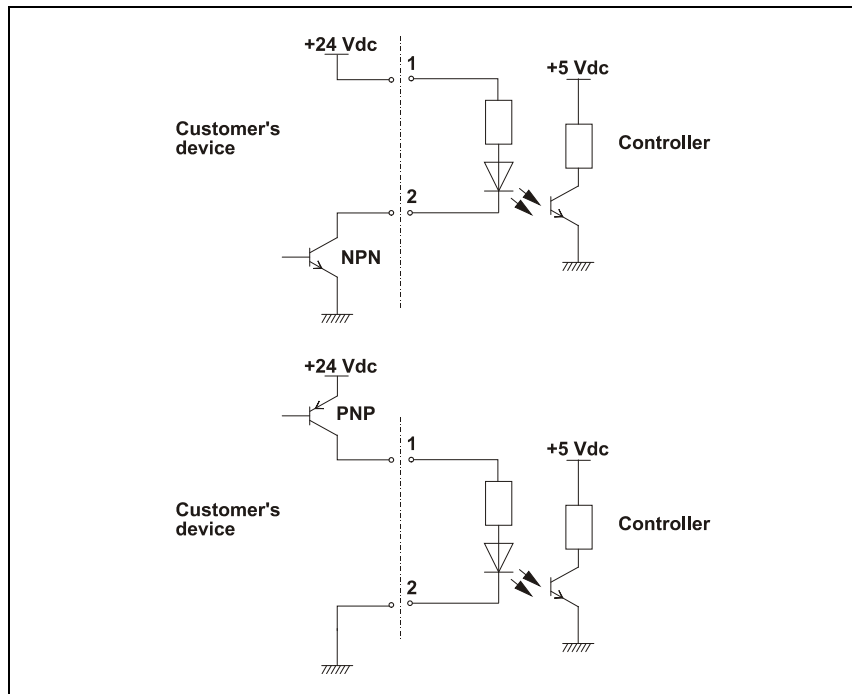 +24 Vdc
1
+5 Vdc
Customer's
device
Controller
2
NPN
+24 Vdc
PNP
1
+5 Vdc
Customer's
device
Controller
2